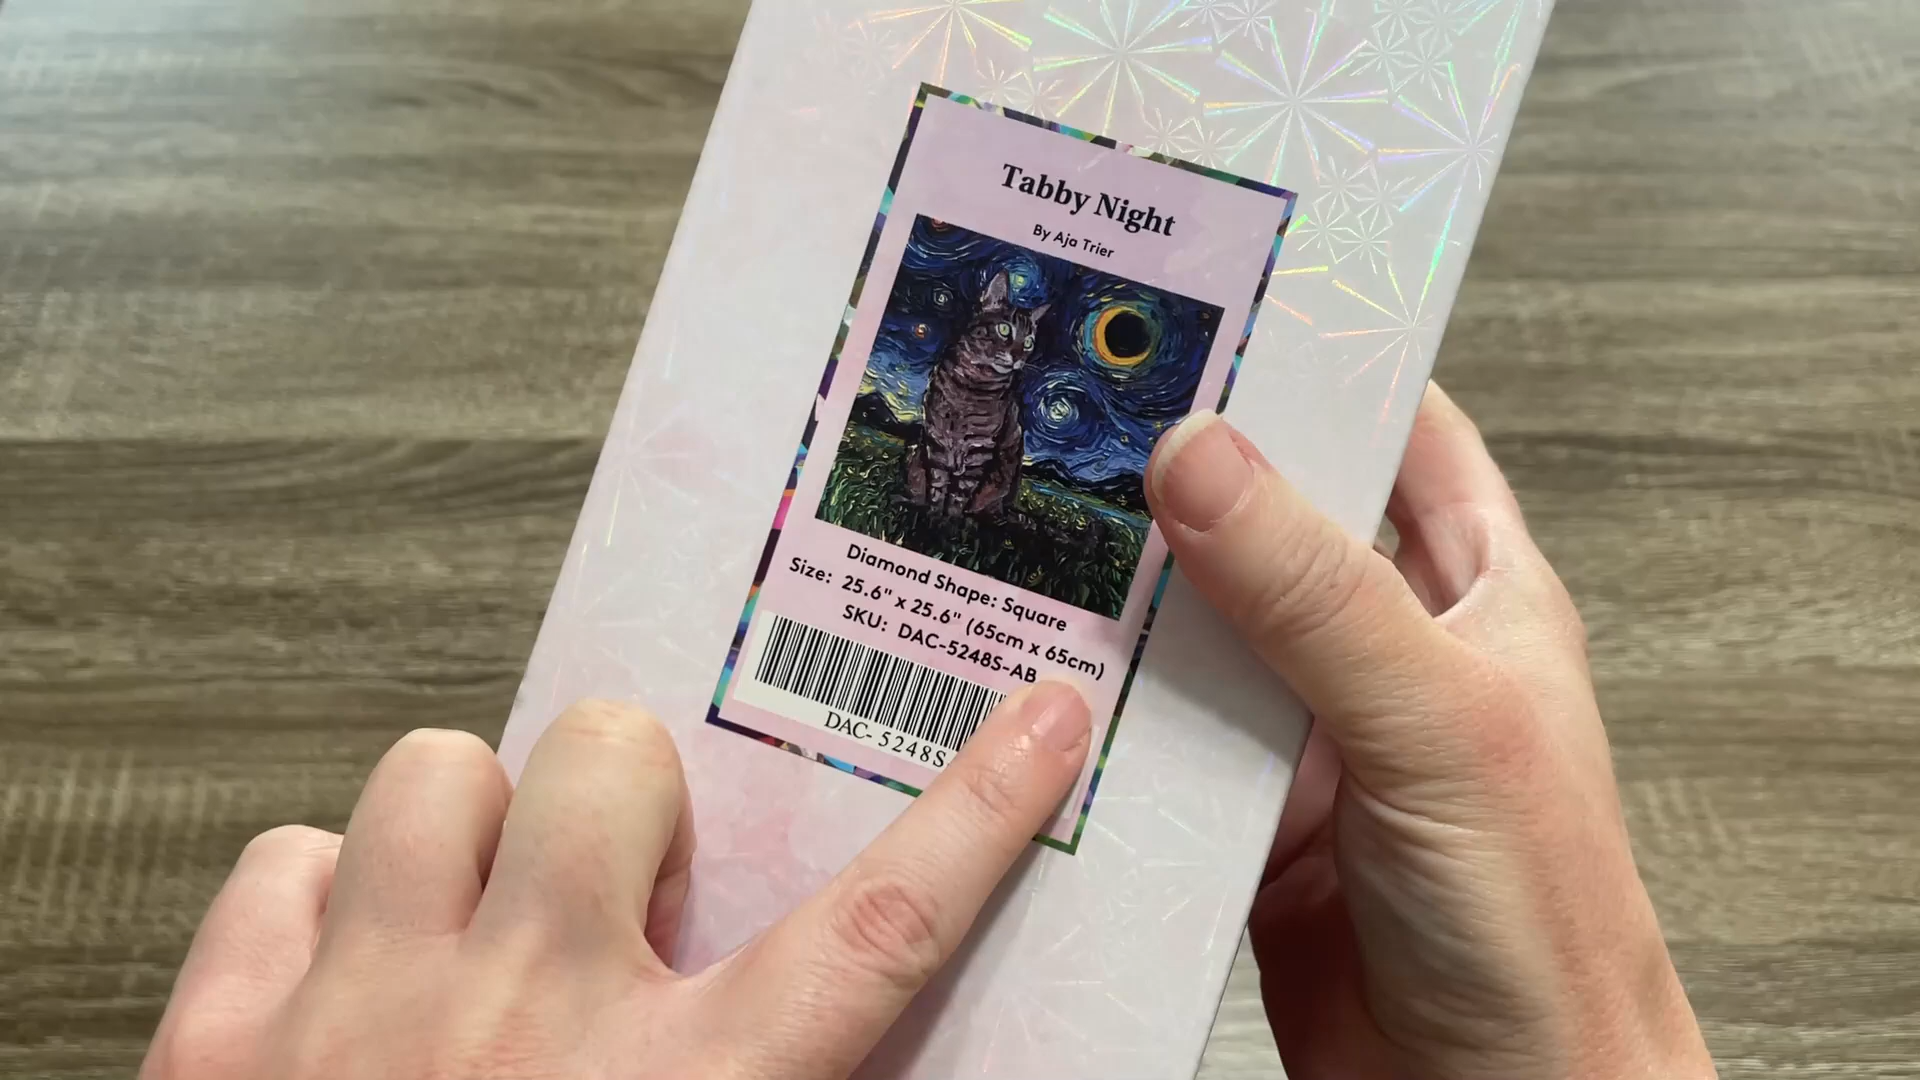 Tabby Night
By Aja Trier
Diamond Shape: Square
Size: 25.6" x 25.6" (65cm x 65cm)
SKU: DAC-5248S-AB
DAC- 5248S